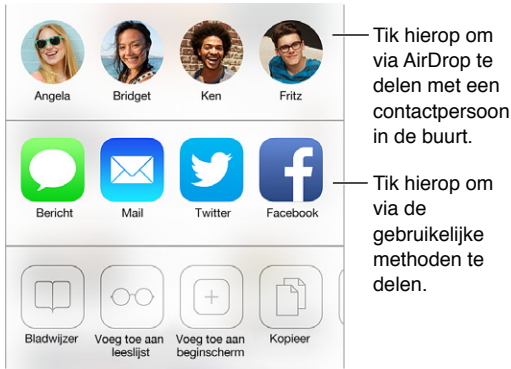 Angela Bridget Ken Fritz
Tik hierop om
via AirDrop te
delen met een
contactpersoon
in de buurt.
Bericht Mail Twitter Facebook
Tik hierop om
via de
gebruikelijke
methoden te
delen.
Bladwijzer Voeg toe aan Voeg toe aan Kopieer
leeslijst beginscherm